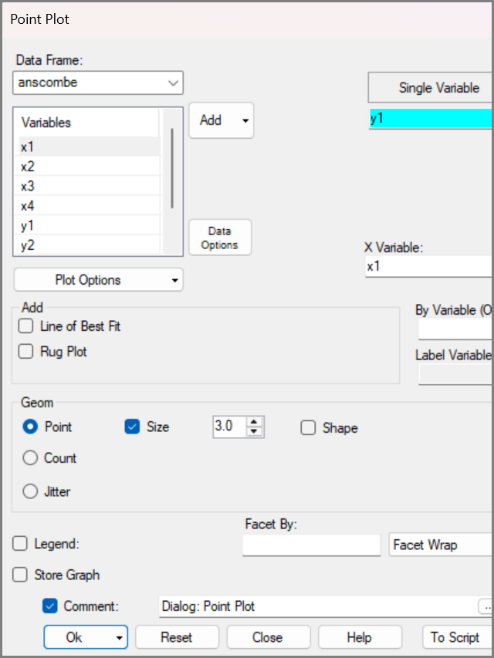 Point Plot
Data Frame:
anscombe
Single Variable
Variables
Add
y1
x1
x2
x3
x4
y1
y2
Data
Options
X Variable:
x1
Plot Options
Add
Line of Best Fit
Rug Plot
By Variable (O
Label Variable
Geom
Point
Size
3.0
Shape
Count
Jitter
Facet By:
Legend:
Facet Wrap
Store Graph
Comment:
Dialog: Point Plot
...
Ok
Reset
Close
Help
To Script